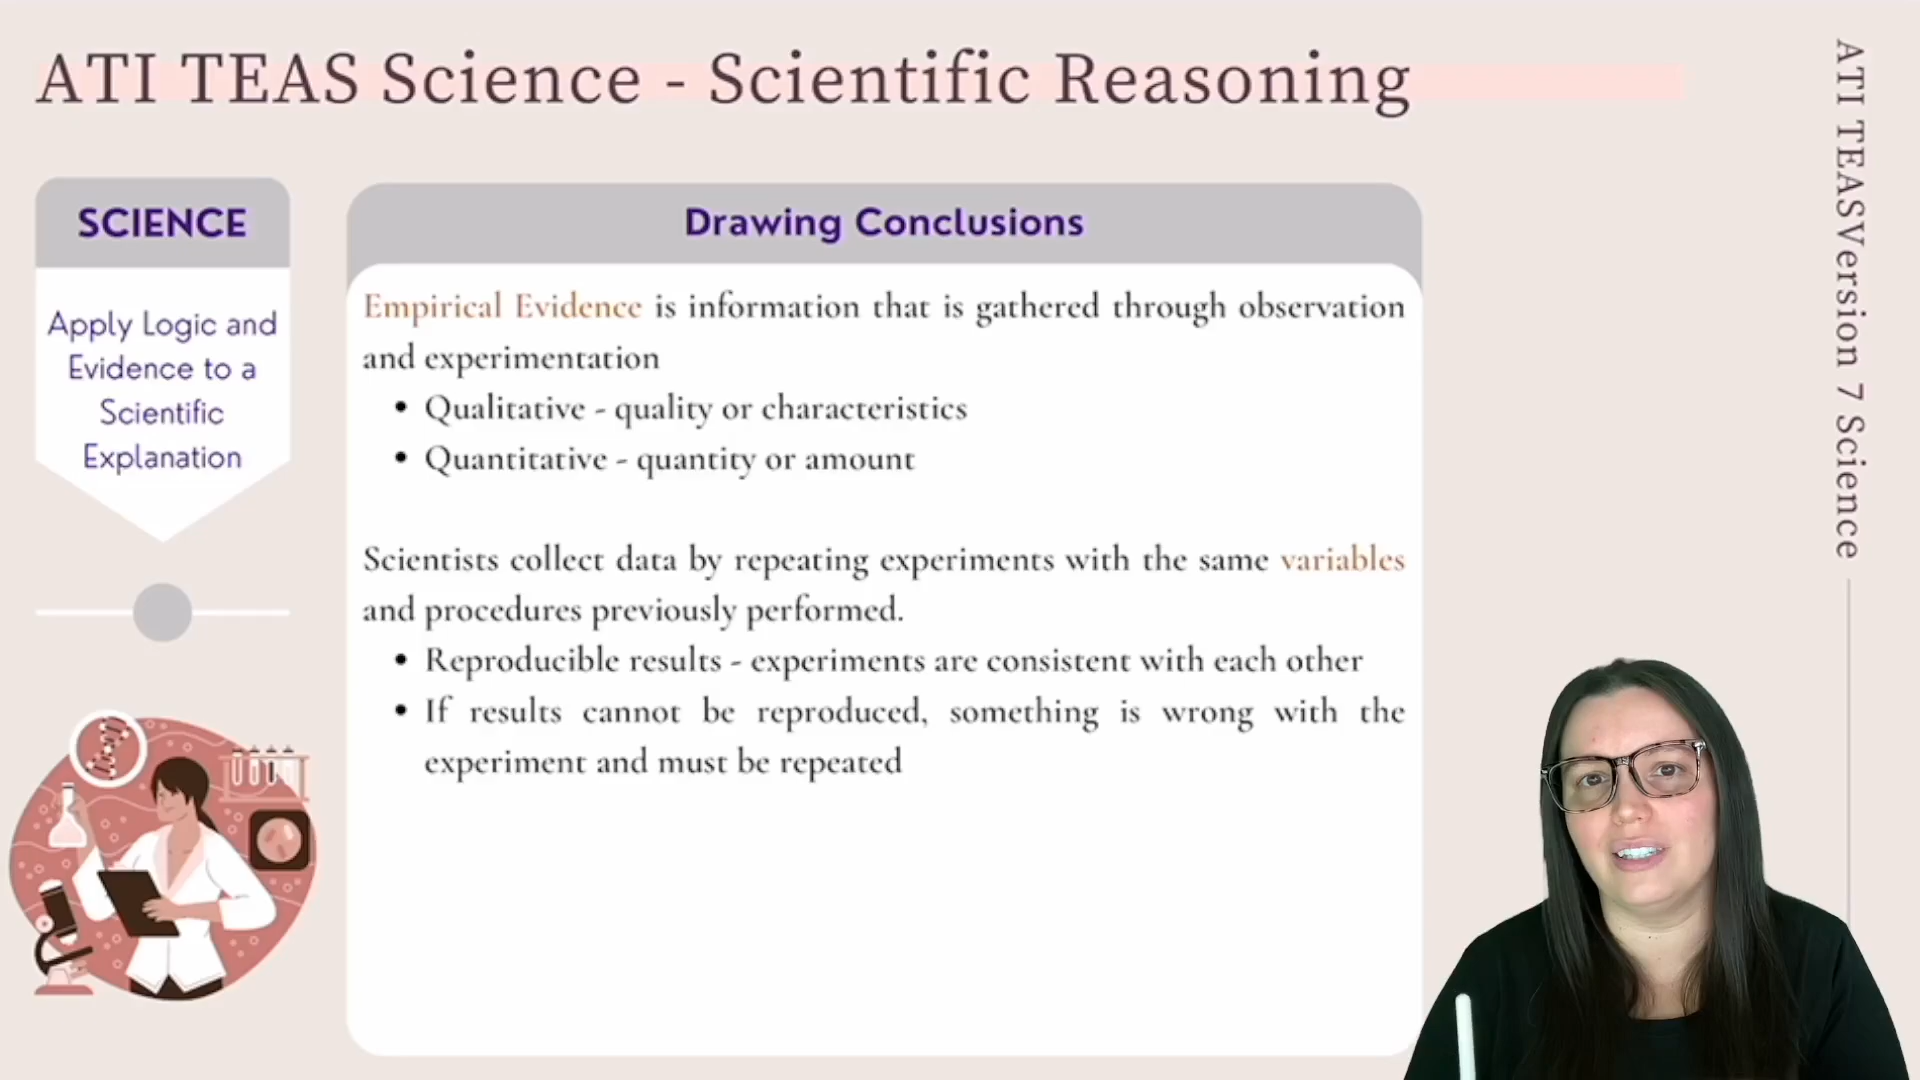 ATI TEAS Science - Scientific Reasoning
SCIENCE
Apply Logic and
Evidence to a
Scientific
Explanation
Drawing Conclusions
Empirical Evidence is information that is gathered through observation
and experimentation
• Qualitative - quality or characteristics
• Quantitative - quantity or amount
Scientists collect data by repeating experiments with the same variables
and procedures previously performed.
• Reproducible results - experiments are consistent with each other
• If results cannot be reproduced, something is wrong with the
experiment and must be repeated
ATI TEASVersion 7 Science